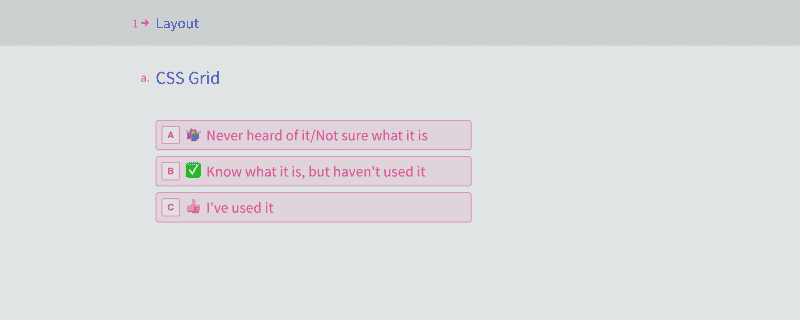 1→ Layout
a. CSS Grid
A 🤷 Never heard of it/Not sure what it is
B ✅ Know what it is, but haven't used it
C 👍 I've used it